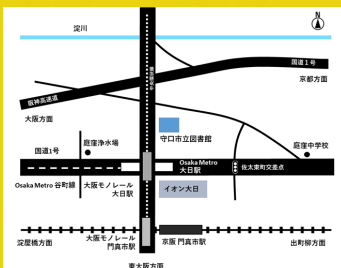 淀川
N
国道1号
京都方面
阪神高速道
大阪方面
守口市立図書館
庭窪浄水場
庭窪中学校
国道1号
Osaka Metro
大日駅
佐太東町交差点
Osaka Metro 谷町線
大阪モノレール
大日駅
イオン大日
大阪モノレール
門真市駅
京阪 門真市駅
淀屋橋方面
出町柳方面
東大阪方面